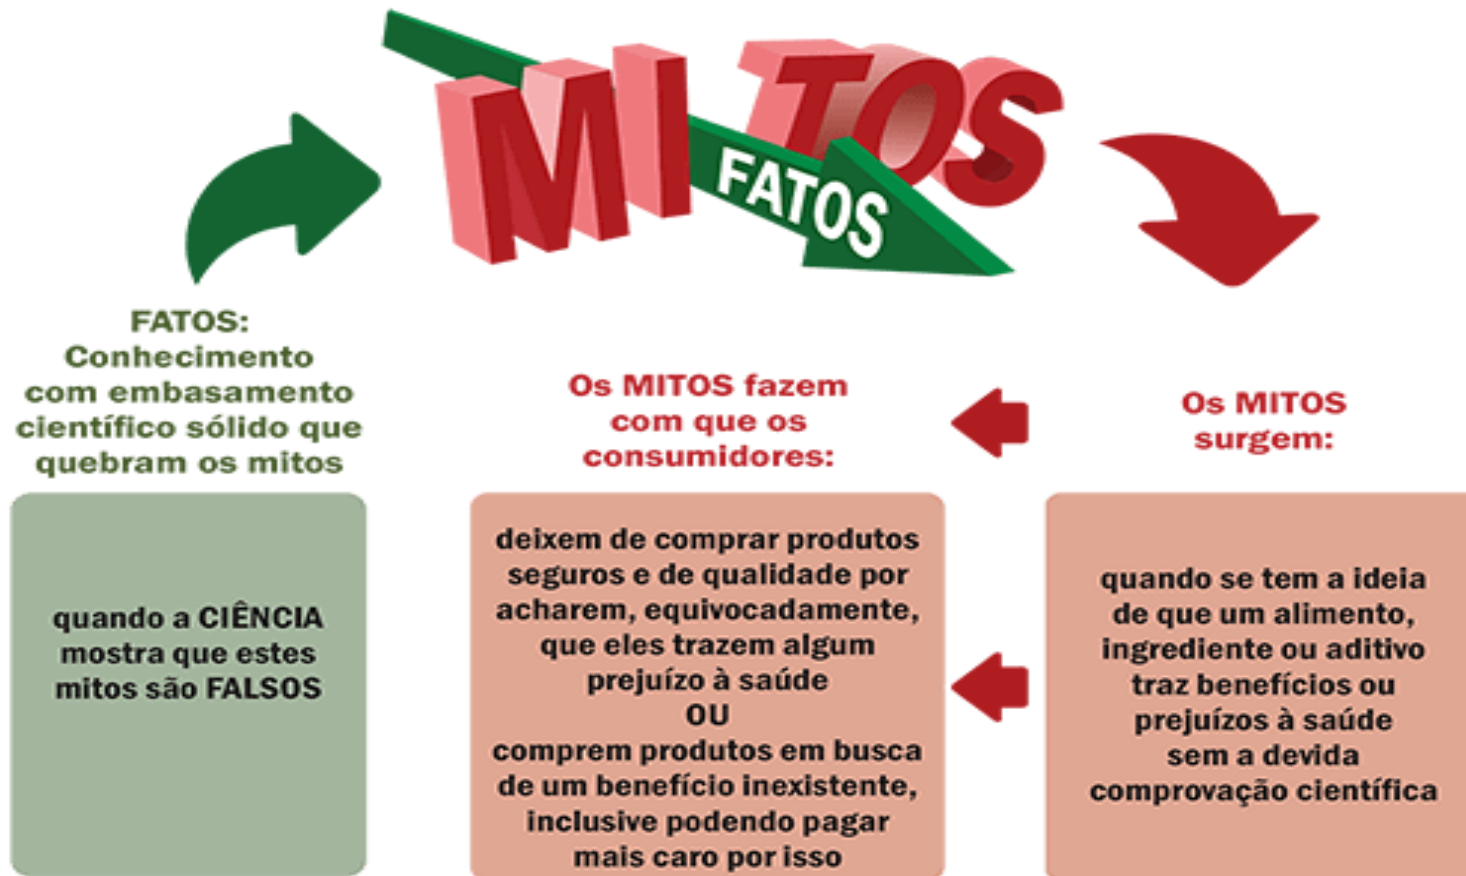 MITOS
FATOS
FATOS:
Conhecimento
com embasamento
científico sólido que
quebram os mitos
quando a CIÊNCIA
mostra que estes
mitos são FALSOS
Os MITOS fazem
com que os
consumidores:
deixem de comprar produtos
seguros e de qualidade por
acharem, equivocadamente,
que eles trazem algum
prejuízo à saúde
OU
comprem produtos em busca
de um benefício inexistente,
inclusive podendo pagar
mais caro por isso
Os MITOS
surgem:
quando se tem a ideia
de que um alimento,
ingrediente ou aditivo
traz benefícios ou
prejuízos à saúde
sem a devida
comprovação científica